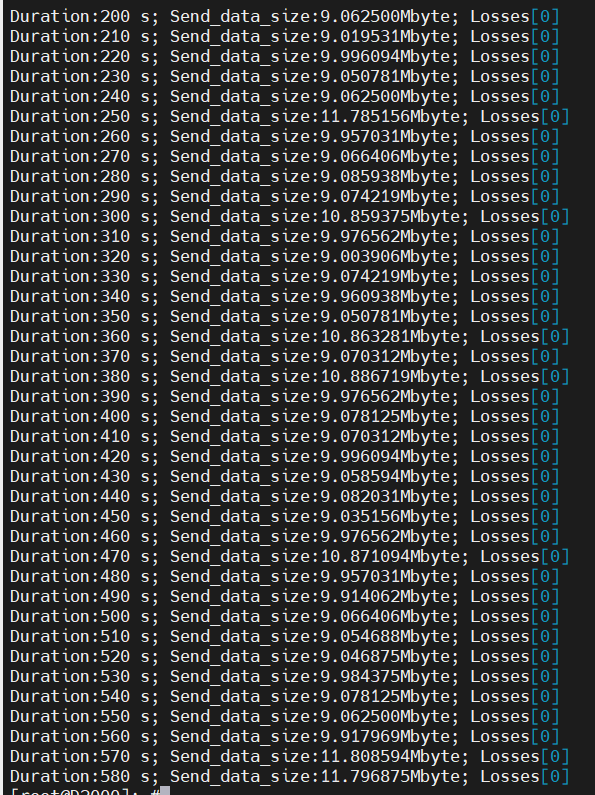 Duration:200 s; Send_data_size:9.062500Mbyte; Losses[0]
Duration:210 s; Send_data_size:9.019531Mbyte; Losses[0]
Duration:220 s; Send_data_size:9.996094Mbyte; Losses[0]
Duration:230 s; Send_data_size:9.050781Mbyte; Losses[0]
Duration:240 s; Send_data_size:9.062500Mbyte; Losses[0]
Duration:250 s; Send_data_size:11.785156Mbyte; Losses[0]
Duration:260 s; Send_data_size:9.957031Mbyte; Losses[0]
Duration:270 s; Send_data_size:9.066406Mbyte; Losses[0]
Duration:280 s; Send_data_size:9.085938Mbyte; Losses[0]
Duration:290 s; Send_data_size:9.074219Mbyte; Losses[0]
Duration:300 s; Send_data_size:10.859375Mbyte; Losses[0]
Duration:310 s; Send_data_size:9.976562Mbyte; Losses[0]
Duration:320 s; Send_data_size:9.003906Mbyte; Losses[0]
Duration:330 s; Send_data_size:9.074219Mbyte; Losses[0]
Duration:340 s; Send_data_size:9.960938Mbyte; Losses[0]
Duration:350 s; Send_data_size:9.050781Mbyte; Losses[0]
Duration:360 s; Send_data_size:10.863281Mbyte; Losses[0]
Duration:370 s; Send_data_size:9.070312Mbyte; Losses[0]
Duration:380 s; Send_data_size:10.886719Mbyte; Losses[0]
Duration:390 s; Send_data_size:9.976562Mbyte; Losses[0]
Duration:400 s; Send_data_size:9.078125Mbyte; Losses[0]
Duration:410 s; Send_data_size:9.070312Mbyte; Losses[0]
Duration:420 s; Send_data_size:9.996094Mbyte; Losses[0]
Duration:430 s; Send_data_size:9.058594Mbyte; Losses[0]
Duration:440 s; Send_data_size:9.082031Mbyte; Losses[0]
Duration:450 s; Send_data_size:9.035156Mbyte; Losses[0]
Duration:460 s; Send_data_size:9.976562Mbyte; Losses[0]
Duration:470 s; Send_data_size:10.871094Mbyte; Losses[0]
Duration:480 s; Send_data_size:9.957031Mbyte; Losses[0]
Duration:490 s; Send_data_size:9.914062Mbyte; Losses[0]
Duration:500 s; Send_data_size:9.066406Mbyte; Losses[0]
Duration:510 s; Send_data_size:9.054688Mbyte; Losses[0]
Duration:520 s; Send_data_size:9.046875Mbyte; Losses[0]
Duration:530 s; Send_data_size:9.984375Mbyte; Losses[0]
Duration:540 s; Send_data_size:9.078125Mbyte; Losses[0]
Duration:550 s; Send_data_size:9.062500Mbyte; Losses[0]
Duration:560 s; Send_data_size:9.917969Mbyte; Losses[0]
Duration:570 s; Send_data_size:11.808594Mbyte; Losses[0]
Duration:580 s; Send_data_size:11.796875Mbyte; Losses[0]